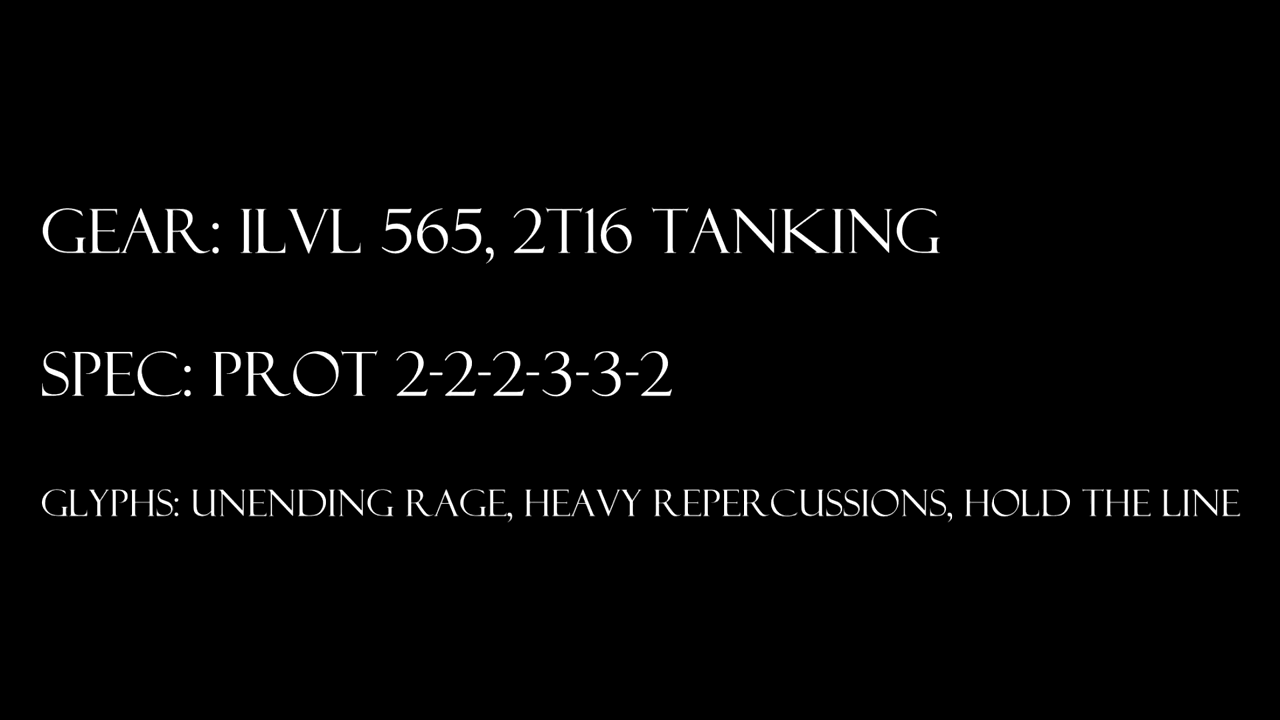 GEAR: ILVL 565, 2T16 TANKING
SPEC: PROT 2-2-2-3-3-2
GLYPHS: UNENDING RAGE, HEAVY REPERCUSSIONS, HOLD THE LINE